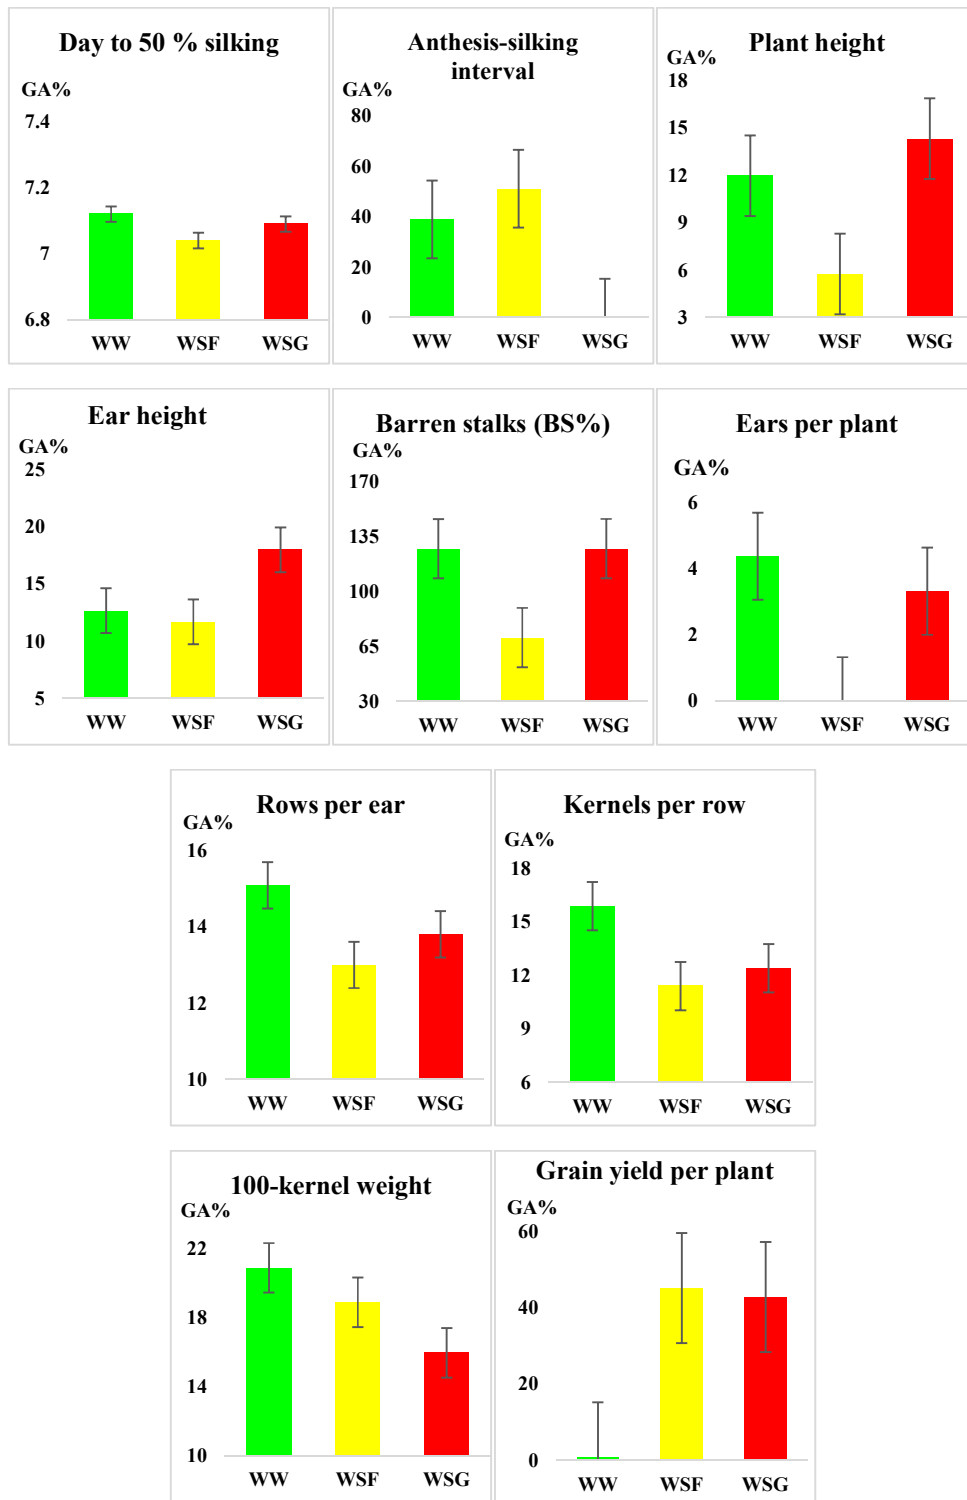 Day to 50 % silking
GA%
7.4
7.2
7
6.8
WW WSF WSG
Anthesis-silking
interval
GA%
80
60
40
20
0
WW WSF WSG
Plant height
GA%
18
15
12
9
6
3
WW WSF WSG
Ear height
GA%
25
20
15
10
5
WW WSF WSG
Barren stalks (BS%)
GA%
170
135
100
65
30
WW WSF WSG
Ears per plant
GA%
6
4
2
0
WW WSF WSG
Rows per ear
GA%
16
14
12
10
WW WSF WSG
Kernels per row
GA%
18
15
12
9
6
WW WSF WSG
100-kernel weight
GA%
22
18
14
10
WW WSF WSG
Grain yield per plant
GA%
60
40
20
0
WW WSF WSG